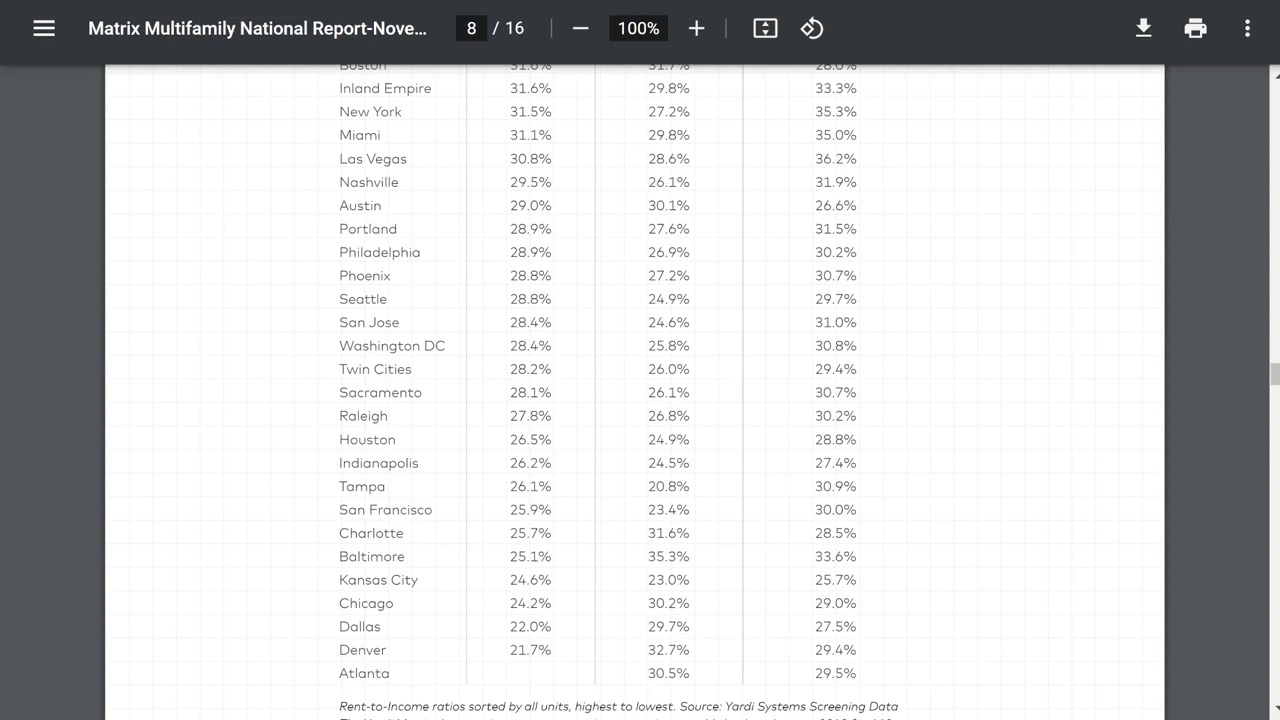 Matrix Multifamily National Report-Nove... 8 / 16 100%
Boston 31.6% 31.7% 28.0%
Inland Empire 31.6% 29.8% 33.3%
New York 31.5% 27.2% 35.3%
Miami 31.1% 29.8% 35.0%
Las Vegas 30.8% 28.6% 36.2%
Nashville 29.5% 26.1% 31.9%
Austin 29.0% 30.1% 26.6%
Portland 28.9% 27.6% 31.5%
Philadelphia 28.9% 26.9% 30.2%
Phoenix 28.8% 27.2% 30.7%
Seattle 28.8% 24.9% 29.7%
San Jose 28.4% 24.6% 31.0%
Washington DC 28.4% 25.8% 30.8%
Twin Cities 28.2% 26.0% 29.4%
Sacramento 28.1% 26.1% 30.7%
Raleigh 27.8% 26.8% 30.2%
Houston 26.5% 24.9% 28.8%
Indianapolis 26.2% 24.5% 27.4%
Tampa 26.1% 20.8% 30.9%
San Francisco 25.9% 23.4% 30.0%
Charlotte 25.7% 31.6% 28.5%
Baltimore 25.1% 35.3% 33.6%
Kansas City 24.6% 23.0% 25.7%
Chicago 24.2% 30.2% 29.0%
Dallas 22.0% 29.7% 27.5%
Denver 21.7% 32.7% 29.4%
Atlanta 30.5% 29.5%
Rent-to-Income ratios sorted by all units, highest to lowest. Source: Yardi Systems Screening Data